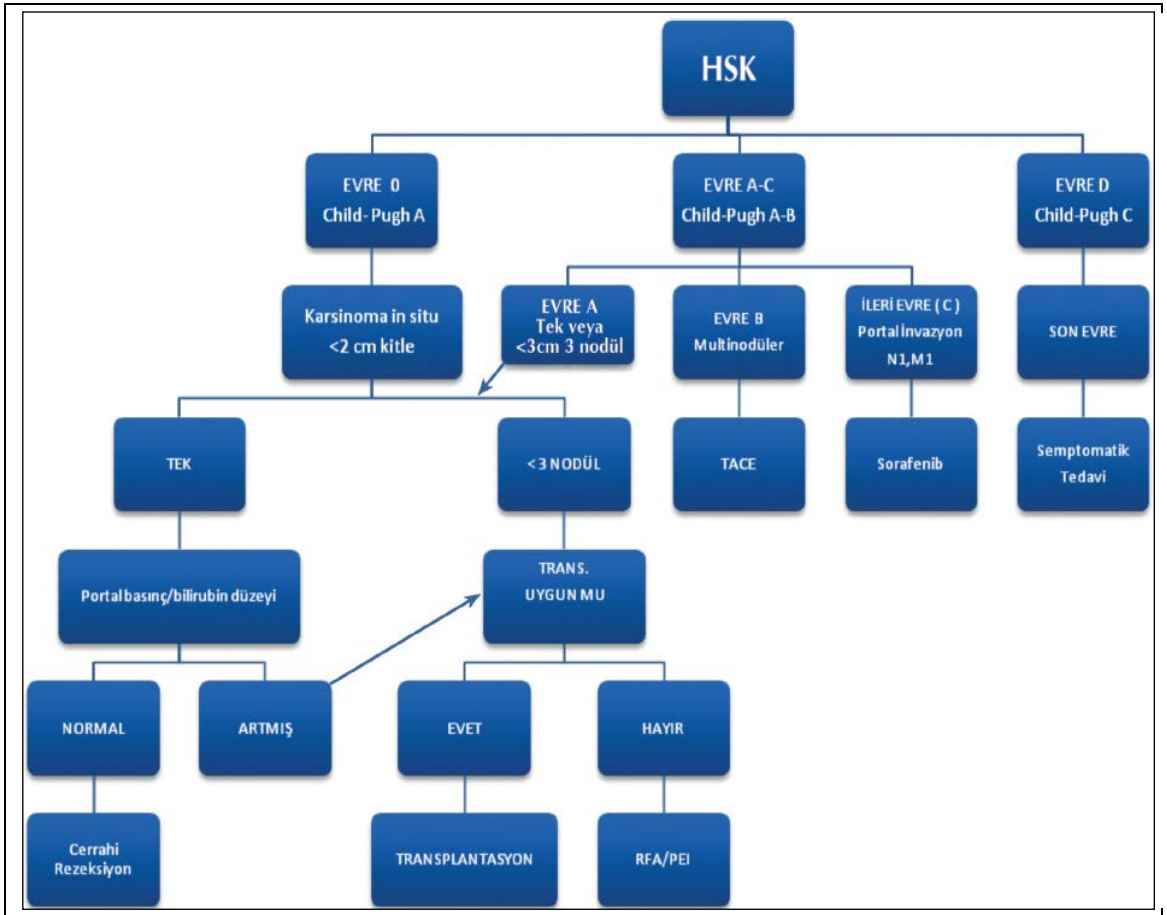 HSK
EVRE 0
Child- Pugh A
EVRE A-C
Child-Pugh A-B
EVRE D
Child-Pugh C
Karsinoma in situ
<2 cm kitle
EVRE A
Tek veya
<3cm 3 nodül
EVRE B
Multinodüler
İLERİ EVRE ( C )
Portal İnvazyon
N1,M1
SON EVRE
TEK
<3 NODÜL
TACE
Sorafenib
Semptomatik
Tedavi
Portal basınç/bilirubin düzeyi
TRANS.
UYGUN MU
NORMAL
ARTMIŞ
EVET
HAYIR
Cerrahi
Rezeksiyon
TRANSPLANTASYON
RFA/PEI